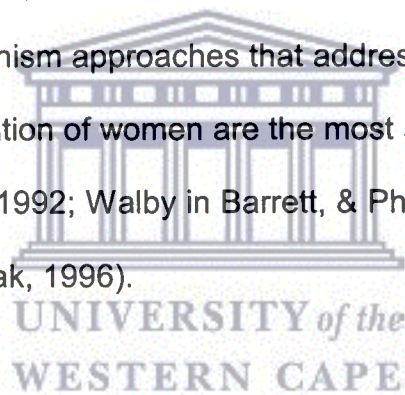 nism approaches that addres
tion of women are the most
1992; Walby in Barrett, & Ph
ak, 1996).
UNIVERSITY of the
WESTERN CAPE